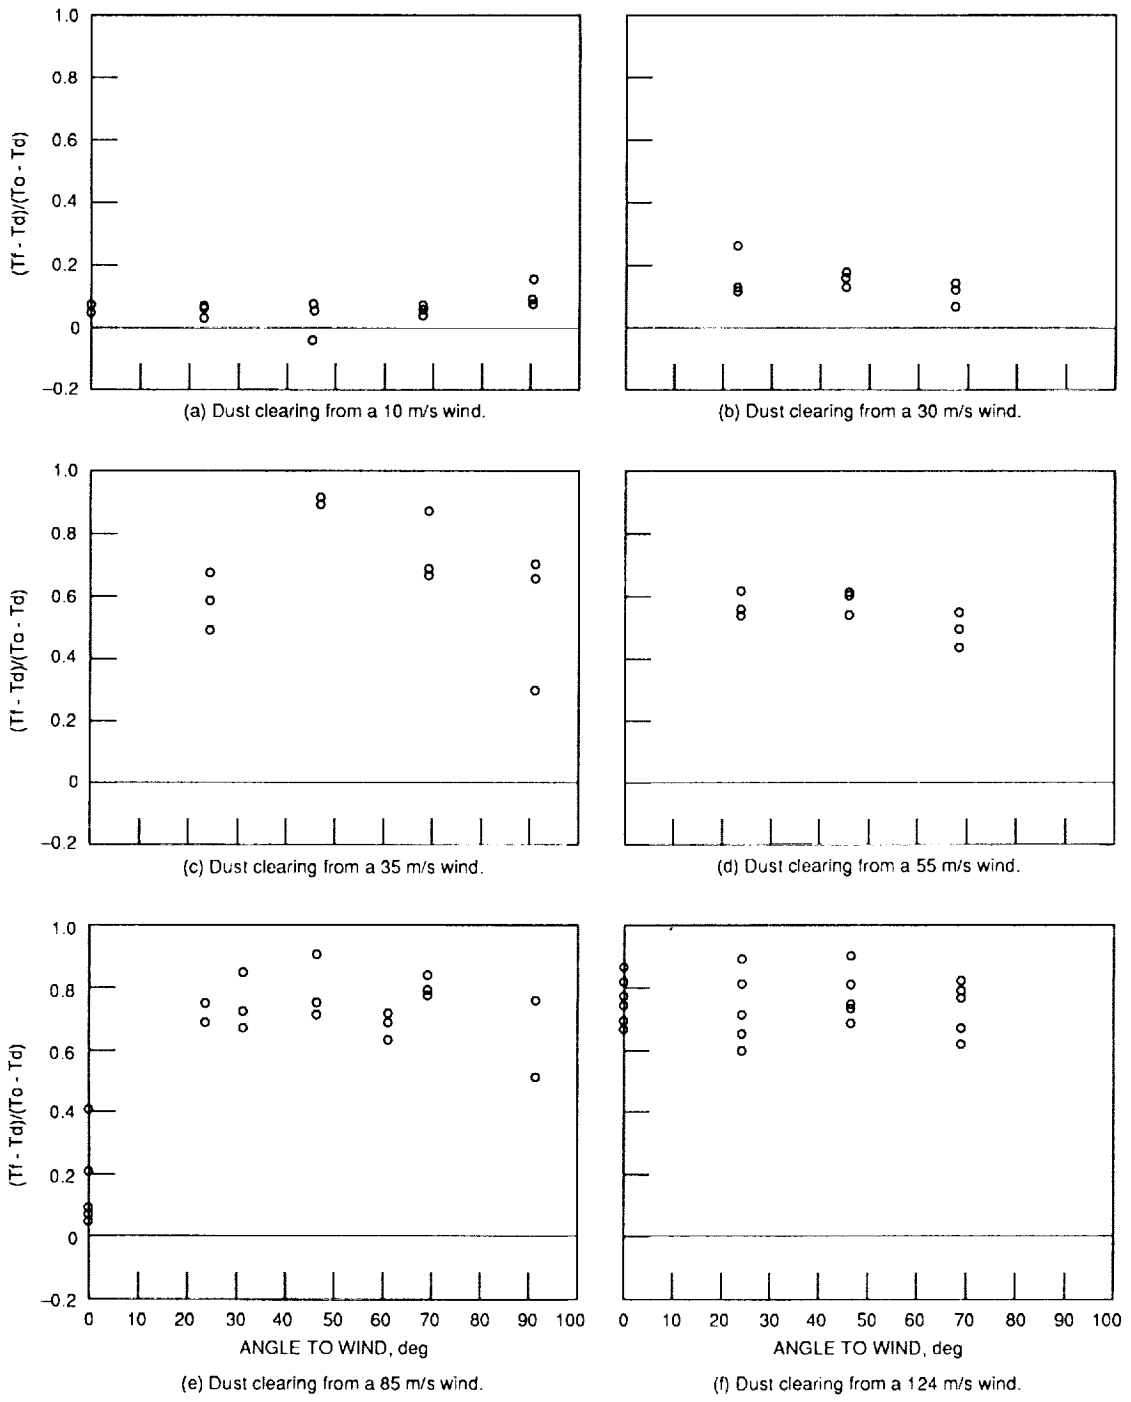 1.0
0.8
0.6
0.4
0.2
0
−0.2
(Tf - Td)/(To - Td)
(a) Dust clearing from a 10 m/s wind.
(b) Dust clearing from a 30 m/s wind.
1.0
0.8
0.6
0.4
0.2
0
−0.2
(Tf - Td)/(To - Td)
(c) Dust clearing from a 35 m/s wind.
(d) Dust clearing from a 55 m/s wind.
1.0
0.8
0.6
0.4
0.2
0
−0.2
(Tf - Td)/(To - Td)
0 10 20 30 40 50 60 70 80 90 100
0 10 20 30 40 50 60 70 80 90 100
ANGLE TO WIND, deg
ANGLE TO WIND, deg
(e) Dust clearing from a 85 m/s wind.
(f) Dust clearing from a 124 m/s wind.